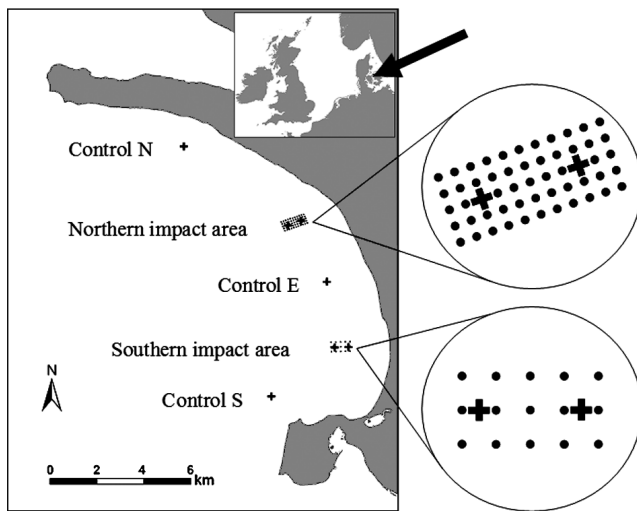 Control N
Northern impact area
Control E
Southern impact area
Control S
N
0 2 4 6
km